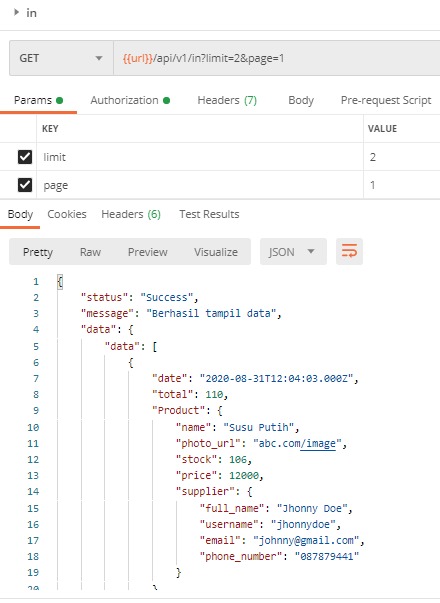 in
GET {{url}}/api/v1/in?limit=2&page=1
Params Authorization Headers (7) Body Pre-request Script
KEY VALUE
limit 2
page 1
Body Cookies Headers (6) Test Results
Pretty Raw Preview Visualize JSON
1 {
2 "status": "Success",
3 "message": "Berhasil tampil data",
4 "data": {
5 "data": [
6 {
7 "date": "2020-08-31T12:04:03.000Z",
8 "total": 110,
9 "Product": {
10 "name": "Susu Putih",
11 "photo_url": "abc.com/image",
12 "stock": 106,
13 "price": 12000,
14 "supplier": {
15 "full_name": "Jhonny Doe",
16 "username": "jhonnydoe",
17 "email": "johnny@gmail.com",
18 "phone_number": "087879441"
19 }
20 }